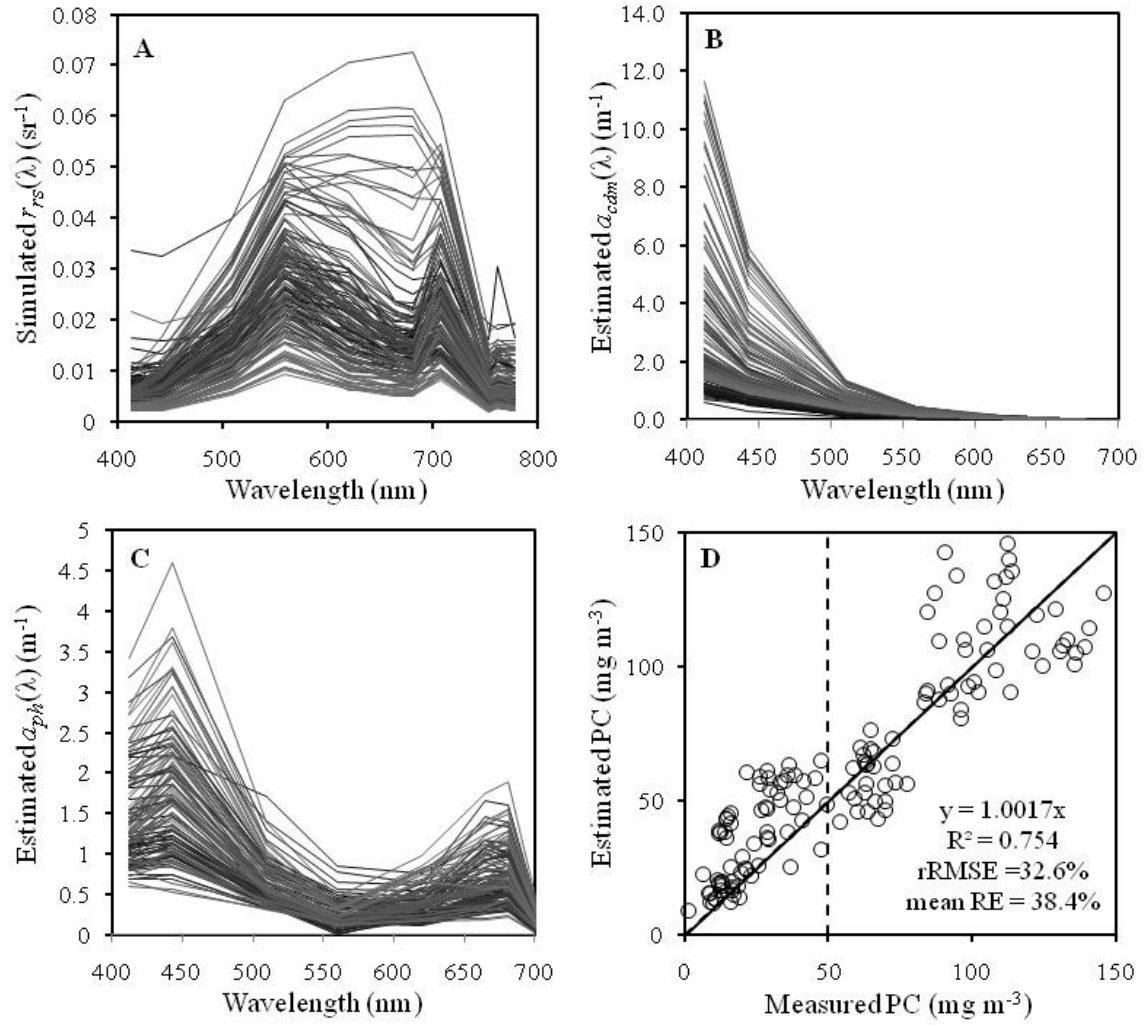 A
Simulated rrs(λ) (sr⁻¹)
0.08
0.07
0.06
0.05
0.04
0.03
0.02
0.01
0
400 500 600 700 800
Wavelength (nm)
B
Estimated acdm(λ) (m⁻¹)
14.0
12.0
10.0
8.0
6.0
4.0
2.0
0.0
400 450 500 550 600 650 700
Wavelength (nm)
C
Estimated aph(λ) (m⁻¹)
5
4.5
4
3.5
3
2.5
2
1.5
1
0.5
0
400 450 500 550 600 650 700
Wavelength (nm)
D
Estimated PC (mg m⁻³)
150
100
50
0
y = 1.0017x
R² = 0.754
rRMSE =32.6%
mean RE = 38.4%
0 50 100 150
Measured PC (mg m⁻³)